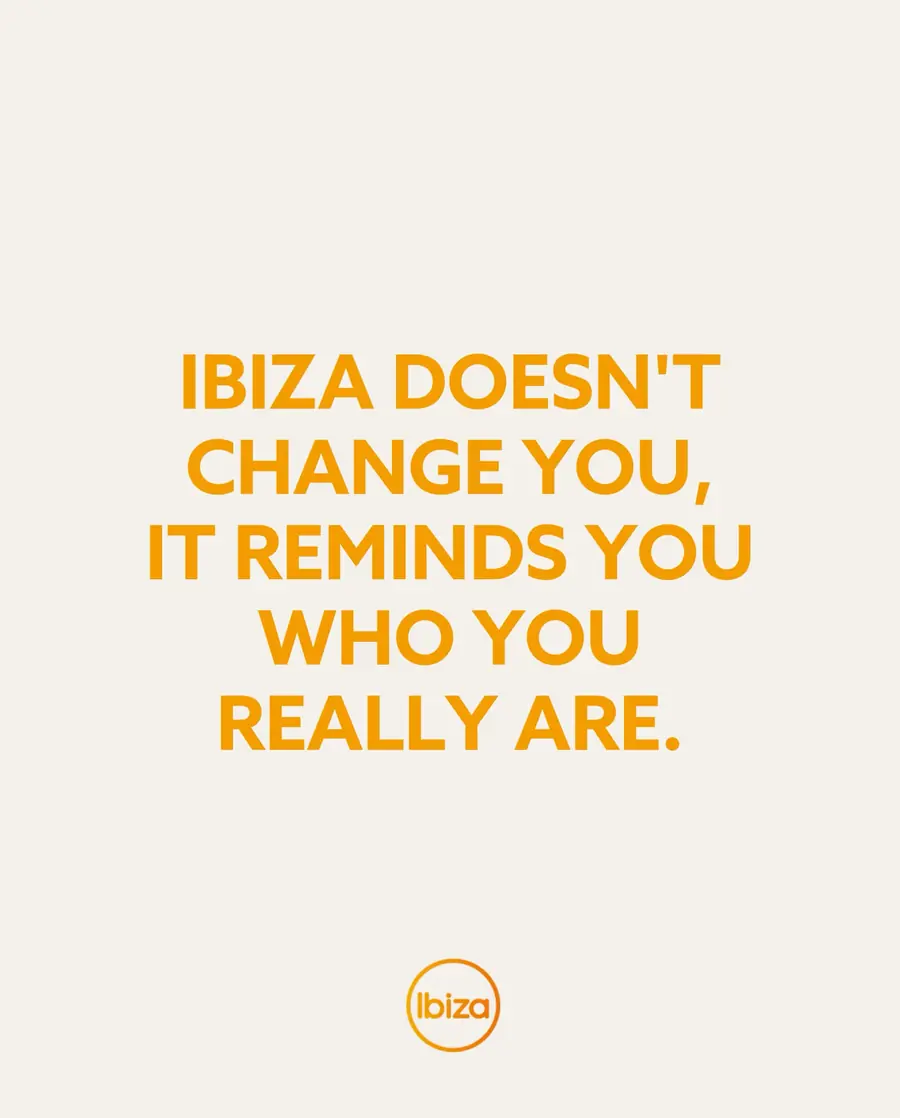 IBIZA DOESN'T
CHANGE YOU,
IT REMINDS YOU
WHO YOU
REALLY ARE.
Ibiza